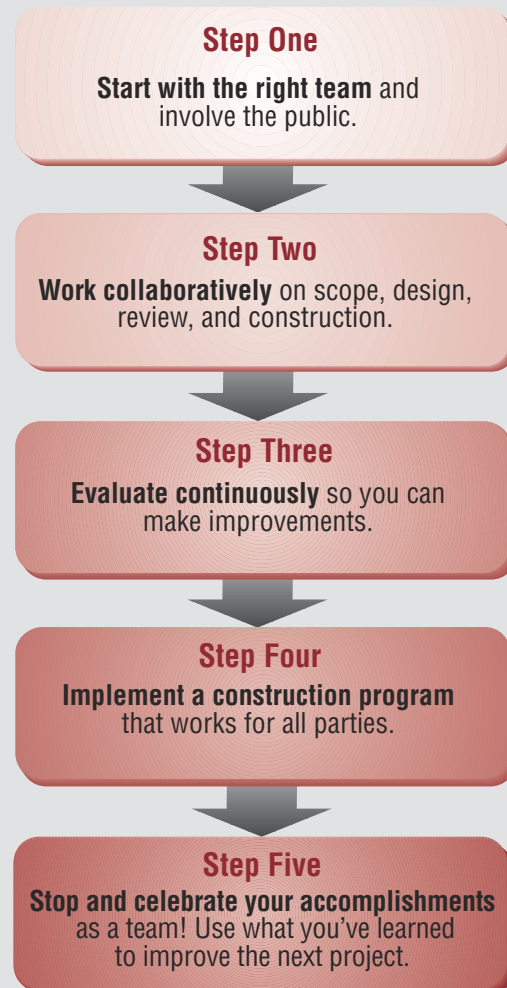 Step One
Start with the right team and
involve the public.
Step Two
Work collaboratively on scope, design,
review, and construction.
Step Three
Evaluate continuously so you can
make improvements.
Step Four
Implement a construction program
that works for all parties.
Step Five
Stop and celebrate your accomplishments
as a team! Use what you’ve learned
to improve the next project.